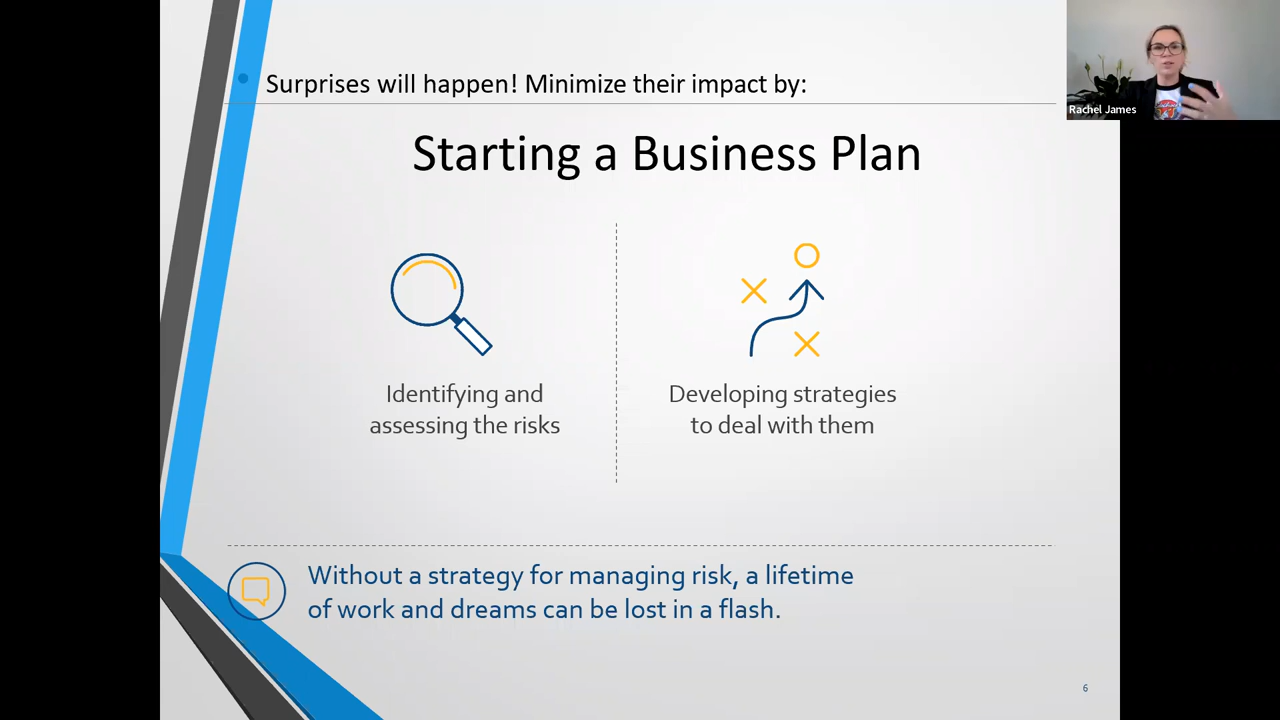 Surprises will happen! Minimize their impact by:
Rachel James
Starting a Business Plan
Identifying and
assessing the risks
Developing strategies
to deal with them
Without a strategy for managing risk, a lifetime
of work and dreams can be lost in a flash.
6